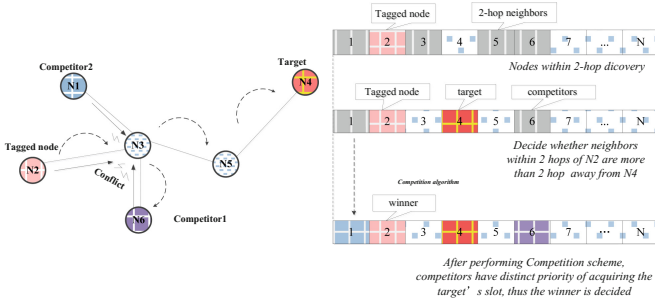 Competitor2
N1
Target
N4
Tagged node
N2
N3
N5
Conflict
N6
Competitor1
Tagged node
2-hop neighbors
1 2 3 4 5 6 7 ... N
Nodes within 2-hop dicovery
Tagged node
target
competitors
1 2 3 4 5 6 7 ... N
Decide whether neighbors
within 2 hops of N2 are more
than 2 hop away from N4
Competition algorithm
winner
1 2 3 4 5 6 7 ... N
After performing Competition scheme,
competitors have distinct priority of acquiring the
target' s slot, thus the winner is decided